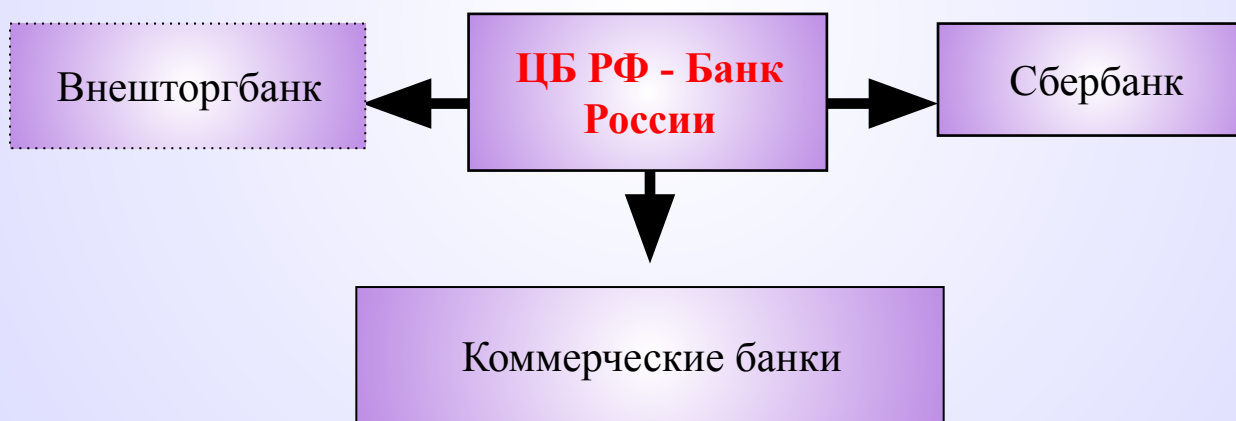 Внешторгбанк
ЦБ РФ - Банк
России
Сбербанк
Коммерческие банки